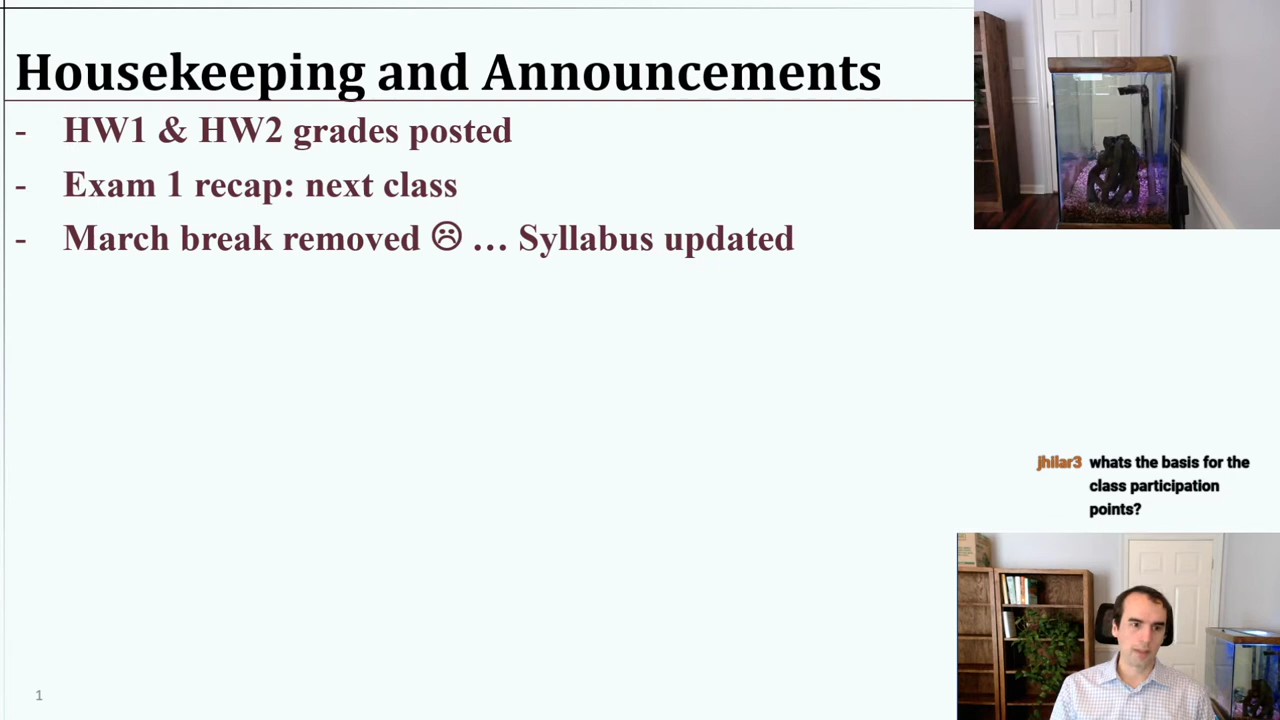 Housekeeping and Announcements
- HW1 & HW2 grades posted
- Exam 1 recap: next class
- March break removed ☹ … Syllabus updated
jhilar3 whats the basis for the
class participation
points?
1